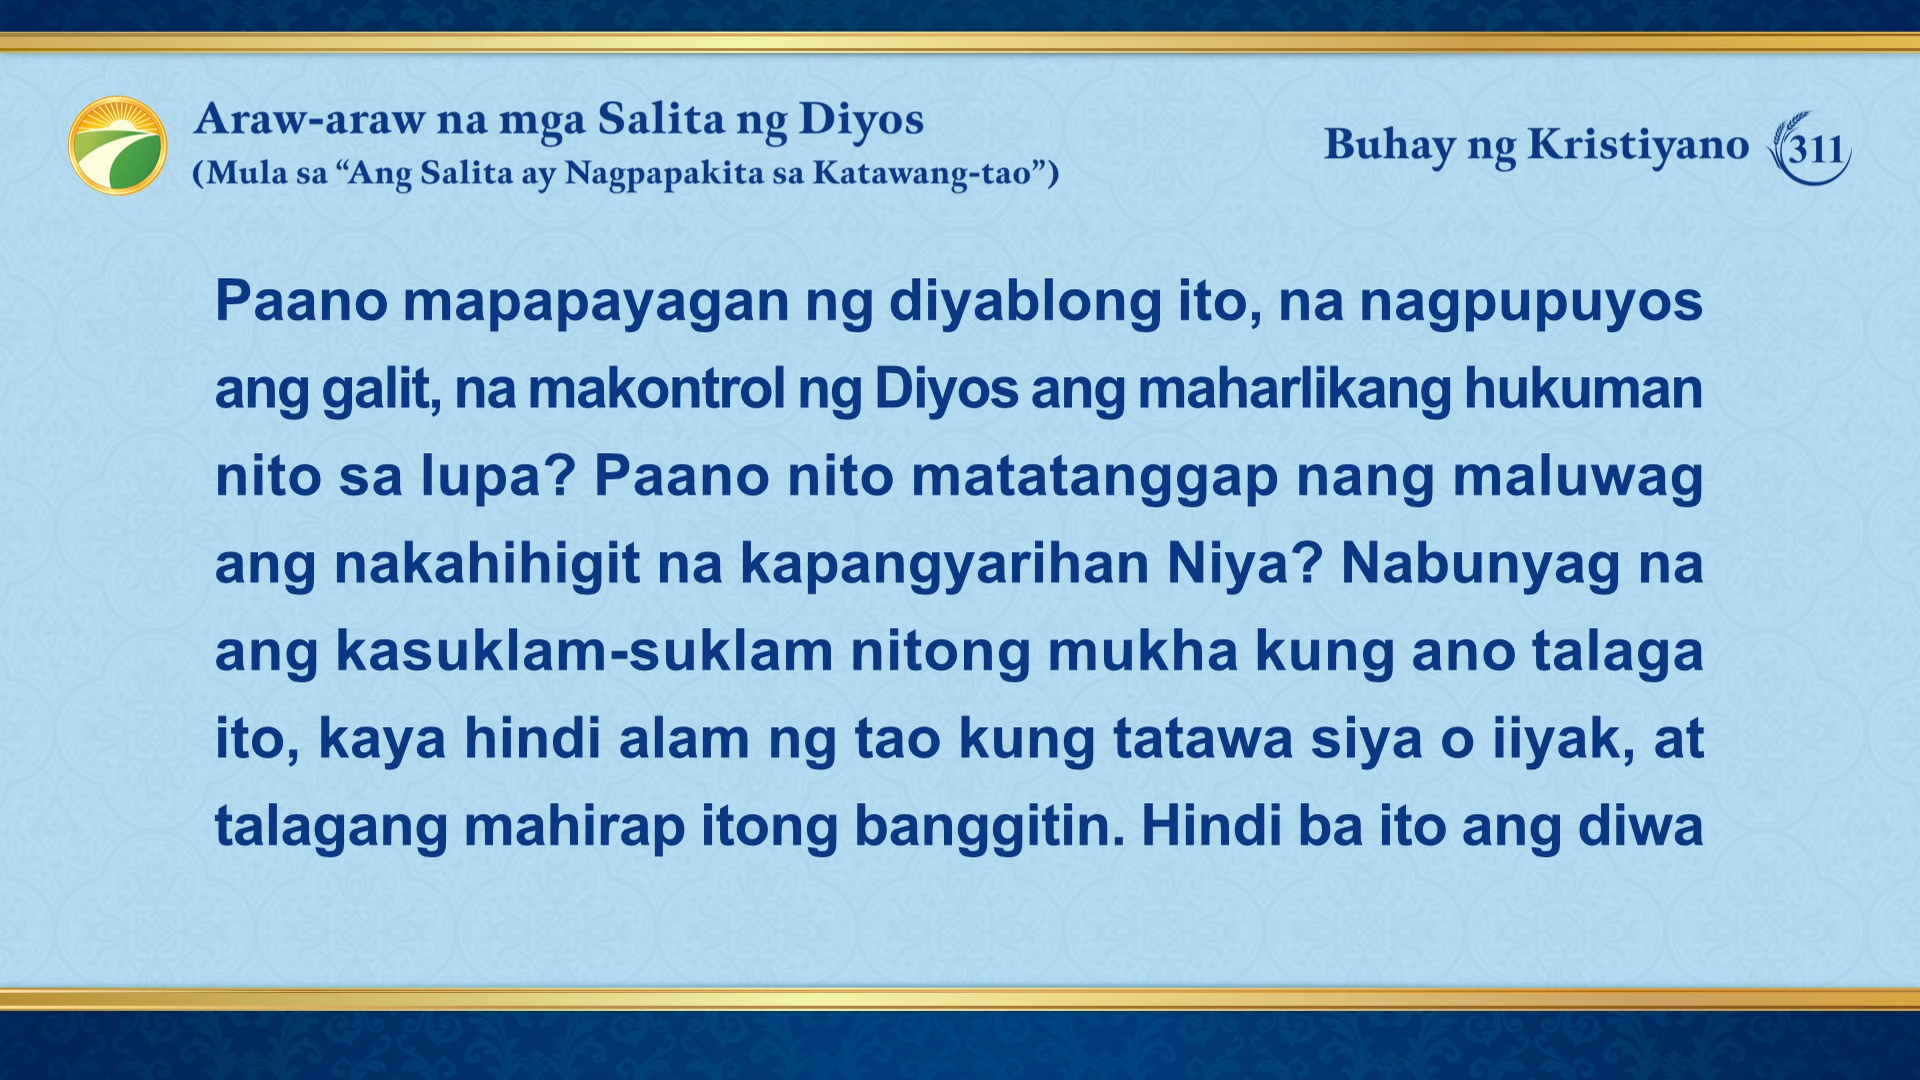 Araw-araw na mga Salita ng Diyos
(Mula sa “Ang Salita ay Nagpapakita sa Katawang-tao”)
Buhay ng Kristiyano 311
Paano mapapayagan ng diyablong ito, na nagpupuyos
ang galit, na makontrol ng Diyos ang maharlikang hukuman
nito sa lupa? Paano nito matatanggap nang maluwag
ang nakahihigit na kapangyarihan Niya? Nabunyag na
ang kasuklam-suklam nitong mukha kung ano talaga
ito, kaya hindi alam ng tao kung tatawa siya o iiyak, at
talagang mahirap itong banggitin. Hindi ba ito ang diwa